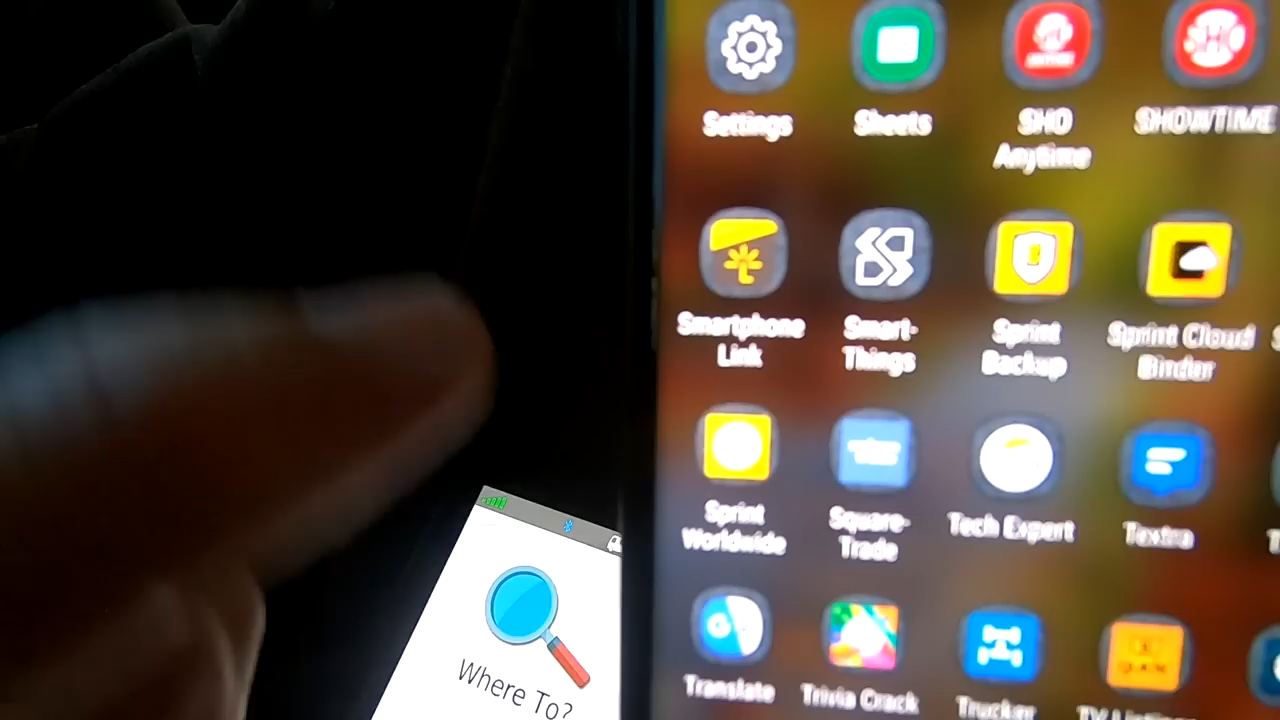 Settings
Sheets
SHO
Anytime
SHOWTIME
Smartphone
Link
Smart-
Things
Sprint
Backup
Sprint Cloud
Binder
Sprint
Worldwide
Square-
Trade
Tech Expert
Textra
Translate
Trivia Crack
Trucker
Where To?